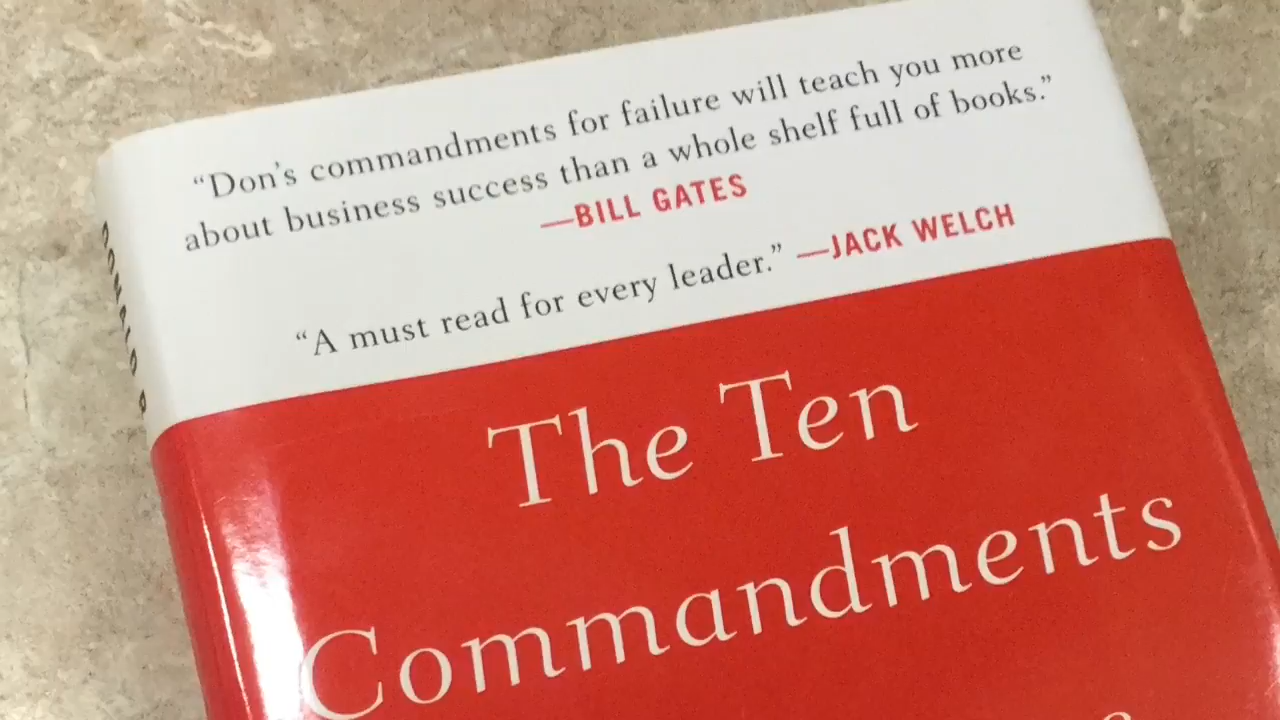 “Don’s commandments for failure will teach you more
about business success than a whole shelf full of books.”
—BILL GATES
“A must read for every leader.” —JACK WELCH
The Ten
Commandments
DONALD R